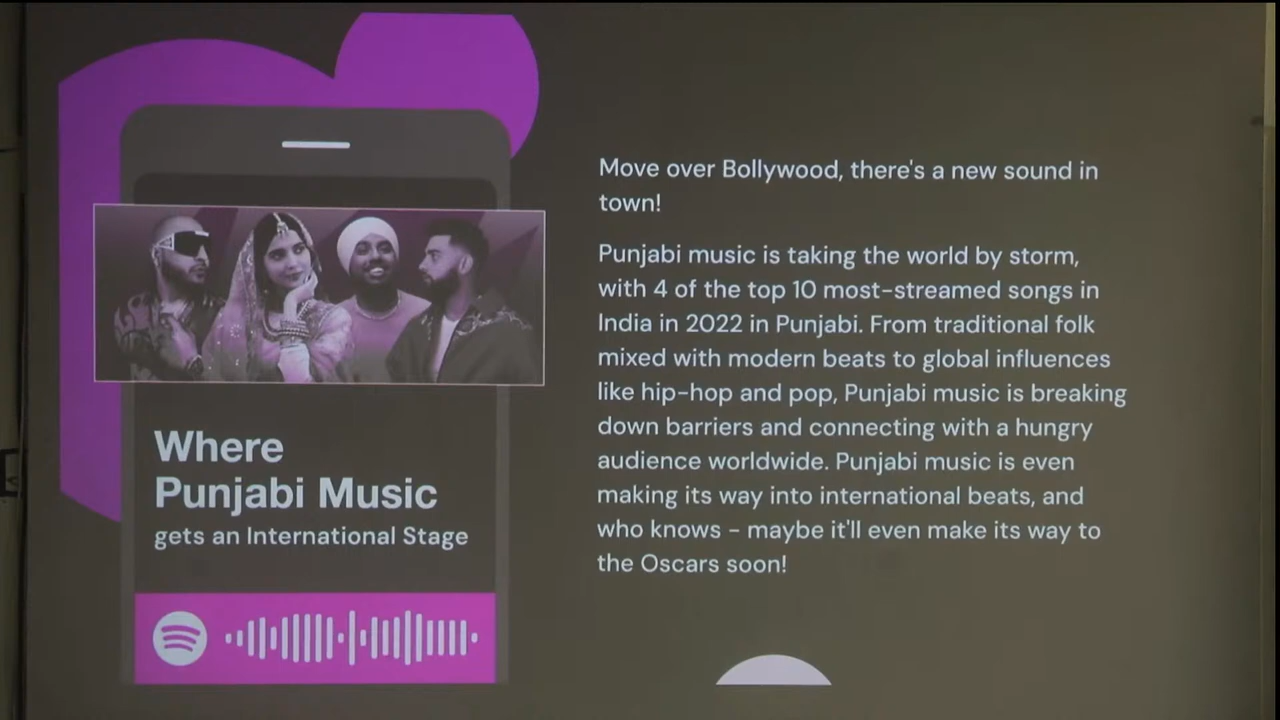 Where
Punjabi Music
gets an International Stage
Move over Bollywood, there's a new sound in
town!
Punjabi music is taking the world by storm,
with 4 of the top 10 most-streamed songs in
India in 2022 in Punjabi. From traditional folk
mixed with modern beats to global influences
like hip-hop and pop, Punjabi music is breaking
down barriers and connecting with a hungry
audience worldwide. Punjabi music is even
making its way into international beats, and
who knows – maybe it'll even make its way to
the Oscars soon!